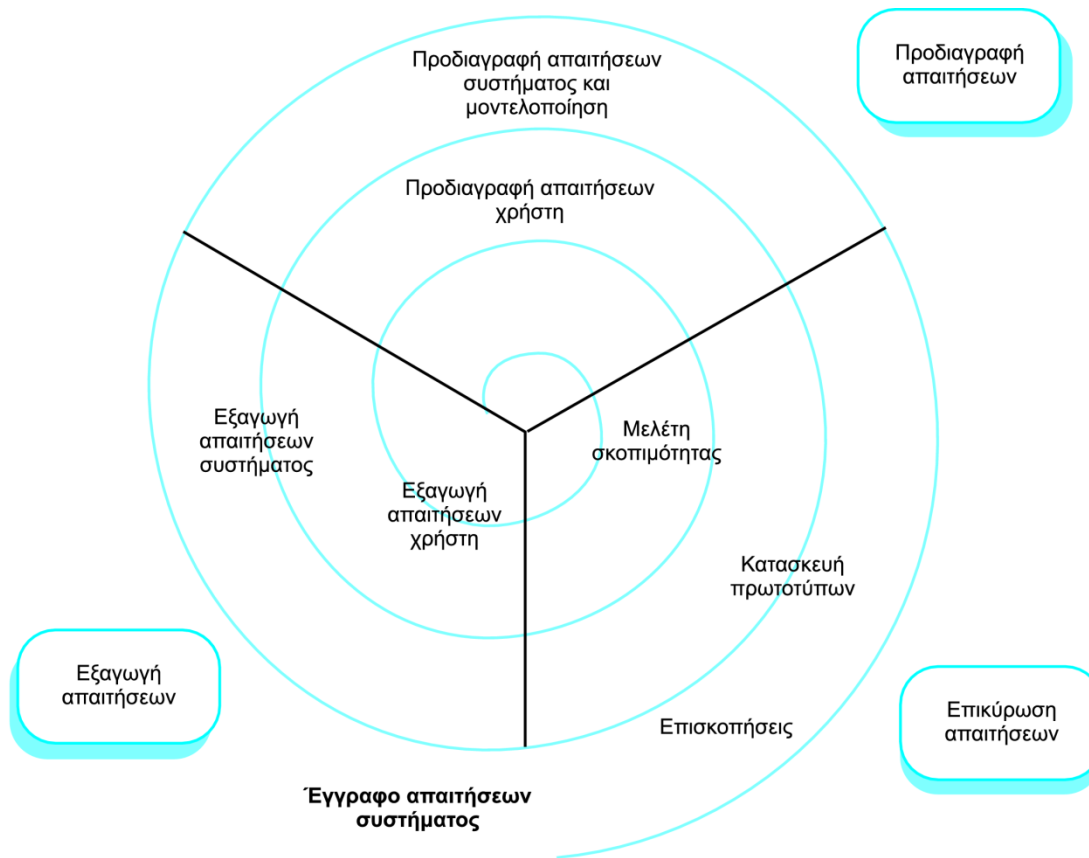 Προδιαγραφή απαιτήσεων
συστήματος και
μοντελοποίηση
Προδιαγραφή
απαιτήσεων
Προδιαγραφή απαιτήσεων
χρήστη
Εξαγωγή
απαιτήσεων
συστήματος
Μελέτη
σκοπιμότητας
Εξαγωγή
απαιτήσεων
χρήστη
Κατασκευή
πρωτοτύπων
Εξαγωγή
απαιτήσεων
Επισκοπήσεις
Επικύρωση
απαιτήσεων
Έγγραφο απαιτήσεων
συστήματος